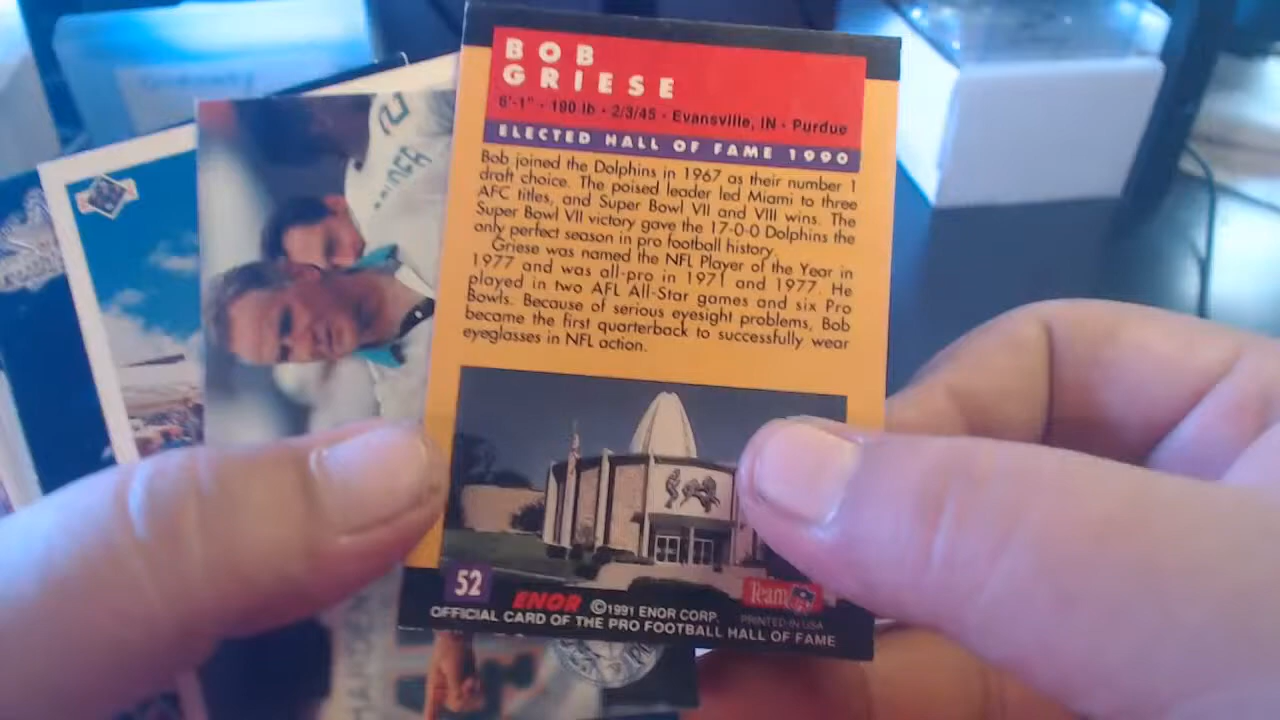 BOB
GRIESE
6'-1" · 190 lb · 2/3/45 · Evansville, IN · Purdue
ELECTED HALL OF FAME 1990
Bob joined the Dolphins in 1967 as their number 1
draft choice. The poised leader led Miami to three
AFC titles, and Super Bowl VII and VIII wins. The
Super Bowl VII victory gave the 17-0-0 Dolphins the
only perfect season in pro football history.
Griese was named the NFL Player of the Year in
1977 and was all-pro in 1971 and 1977. He
played in two AFL All-Star games and six Pro
Bowls. Because of serious eyesight problems, Bob
became the first quarterback to successfully wear
eyeglasses in NFL action.
52
ENOR ©1991 ENOR CORP.
Team NFL
PRINTED IN USA
OFFICIAL CARD OF THE PRO FOOTBALL HALL OF FAME